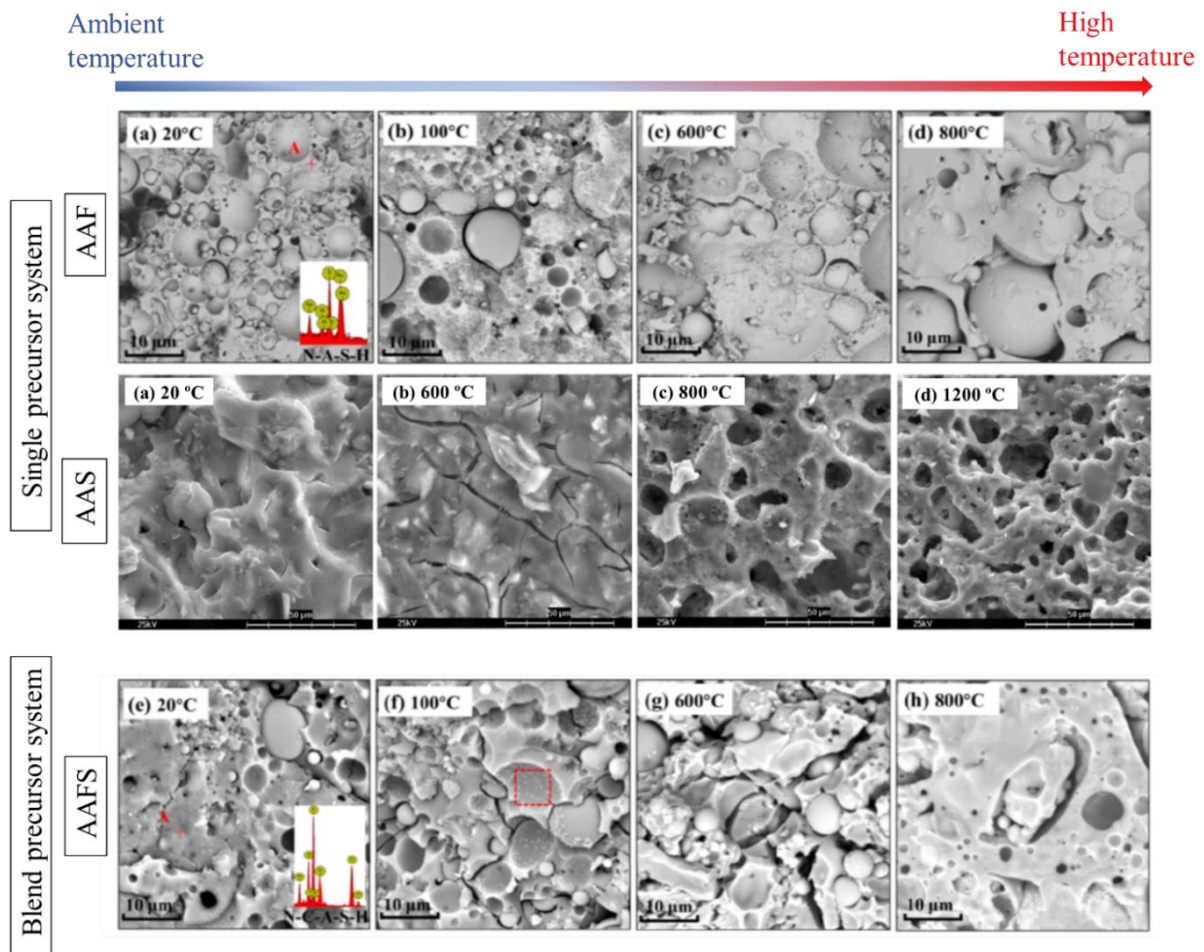 Ambient
temperature
High
temperature
Single precursor system
AAF
(a) 20°C
A
10 µm
N-A-S-H
(b) 100°C
10 µm
(c) 600°C
10 µm
(d) 800°C
10 µm
AAS
(a) 20 °C
25kV
50 µm
(b) 600 °C
25kV
50 µm
(c) 800 °C
25kV
50 µm
(d) 1200 °C
25kV
50 µm
Blend precursor system
AAFS
(e) 20°C
A
10 µm
N-C-A-S-H
(f) 100°C
10 µm
(g) 600°C
10 µm
(h) 800°C
10 µm